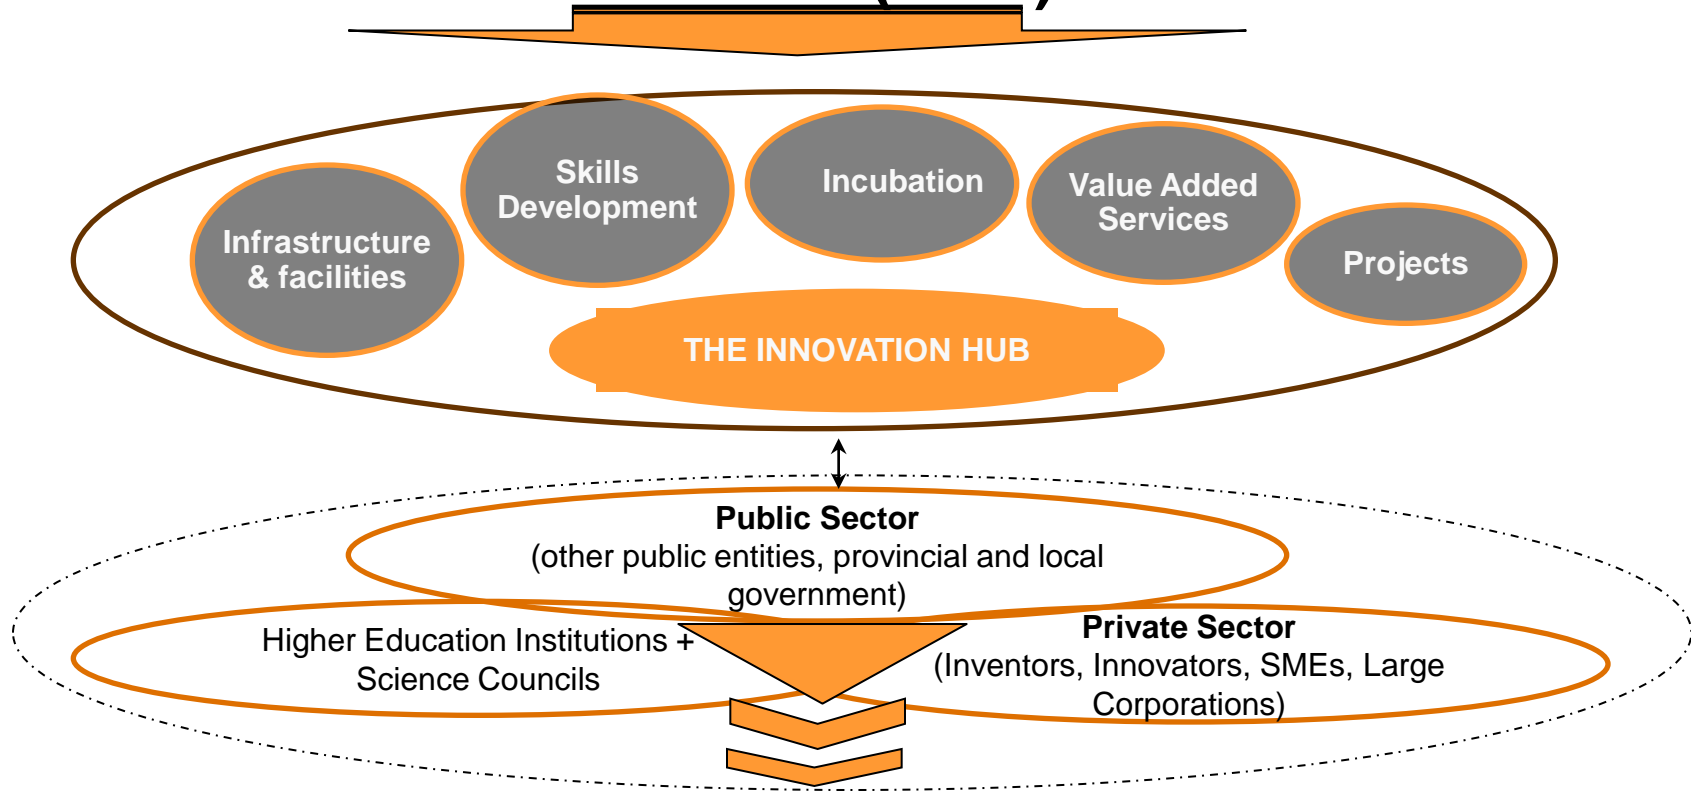 Skills
Development
Incubation
Value Added
Services
Infrastructure
& facilities
Projects
THE INNOVATION HUB
Public Sector
(other public entities, provincial and local
government)
Higher Education Institutions +
Science Councils
Private Sector
(Inventors, Innovators, SMEs, Large
Corporations)